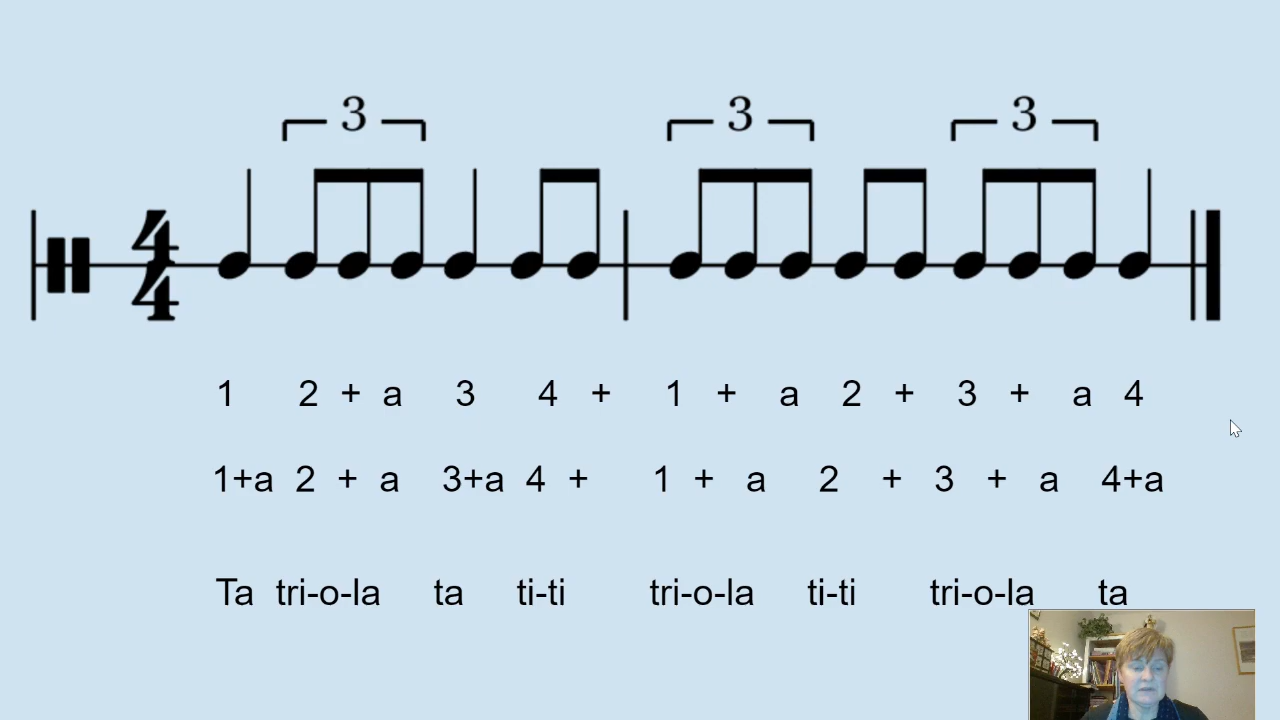 3 3 3
4
4
1 2 + a 3 4 + 1 + a 2 + 3 + a 4
1+a 2 + a 3+a 4 + 1 + a 2 + 3 + a 4+a
Ta tri-o-la ta ti-ti tri-o-la ti-ti tri-o-la ta